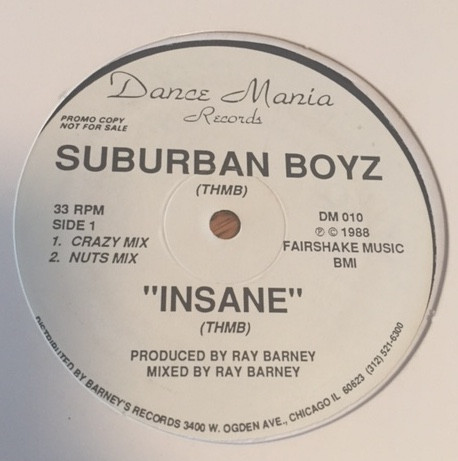 Dance Mania
Records
PROMO COPY
NOT FOR SALE
SUBURBAN BOYZ
(THMB)
33 RPM
SIDE 1
1. CRAZY MIX
2. NUTS MIX
DM 010
℗ © 1988
FAIRSHAKE MUSIC
BMI
"INSANE"
(THMB)
PRODUCED BY RAY BARNEY
MIXED BY RAY BARNEY
DISTRIBUTED BY BARNEY'S RECORDS 3400 W. OGDEN AVE., CHICAGO IL 60623 (312) 521-6300